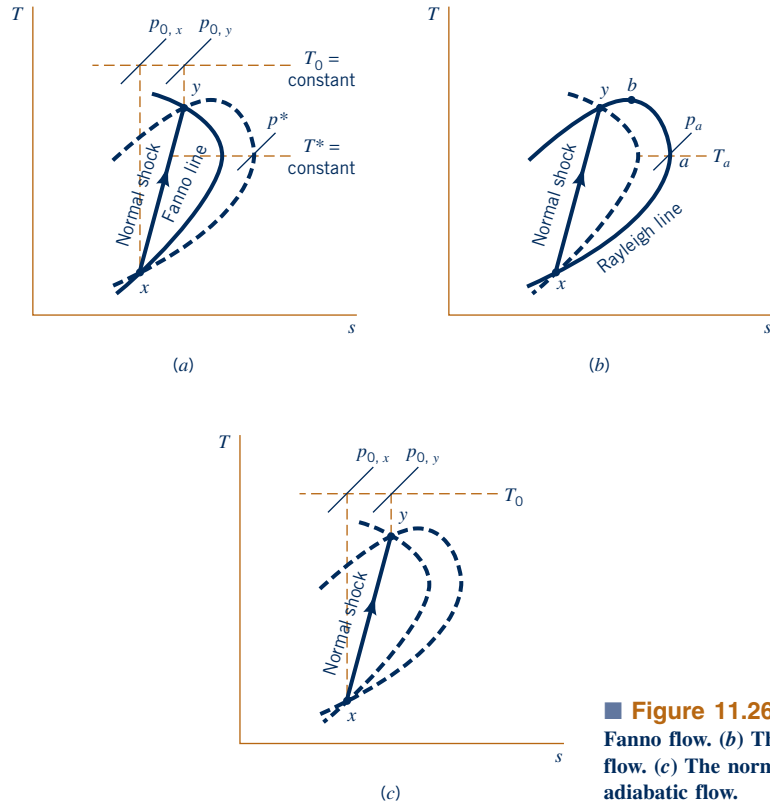 T
p0, x
p0, y
T0 =
constant
y
p*
T* =
constant
Normal shock
Fanno line
x
s
(a)
T
y
b
pa
a
Ta
Normal shock
Rayleigh line
x
s
(b)
T
p0, x
p0, y
T0
y
Normal shock
x
s
(c)
■ Figure 11.26
Fanno flow. (b) Th
flow. (c) The norm
adiabatic flow.